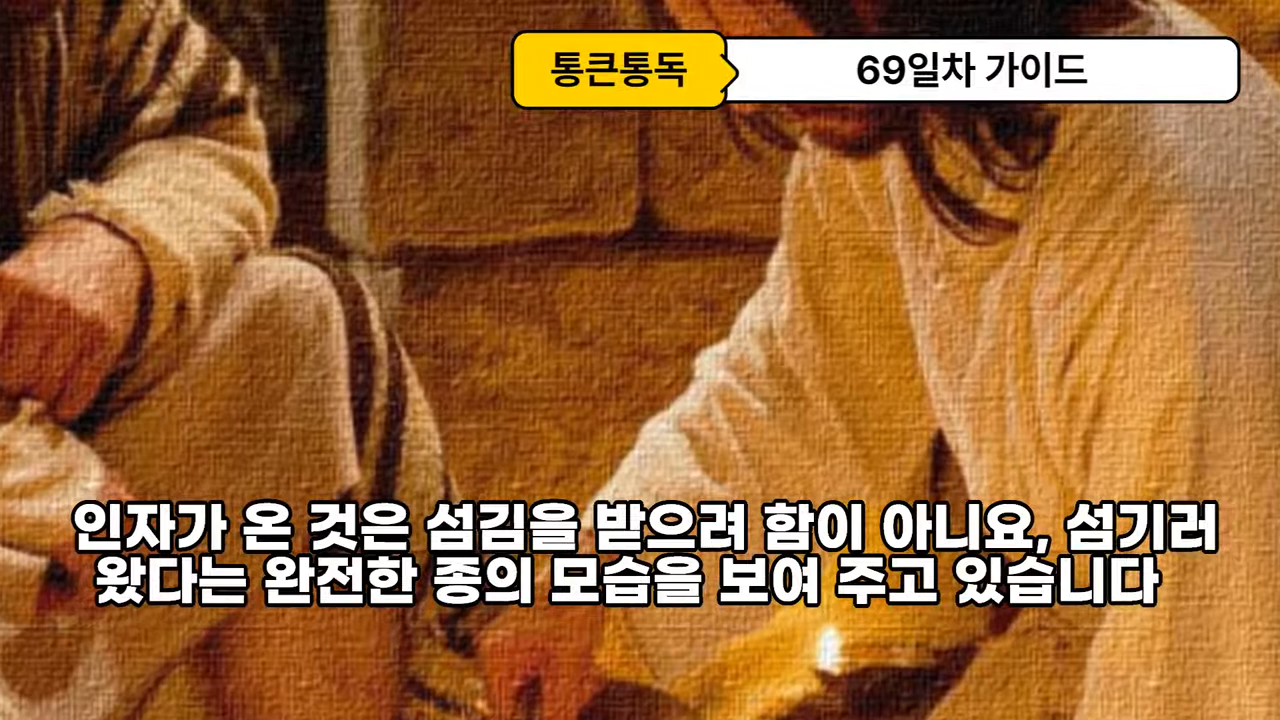 통큰통독
69일차 가이드
인자가 온 것은 섬김을 받으려 함이 아니요, 섬기러
왔다는 완전한 종의 모습을 보여 주고 있습니다